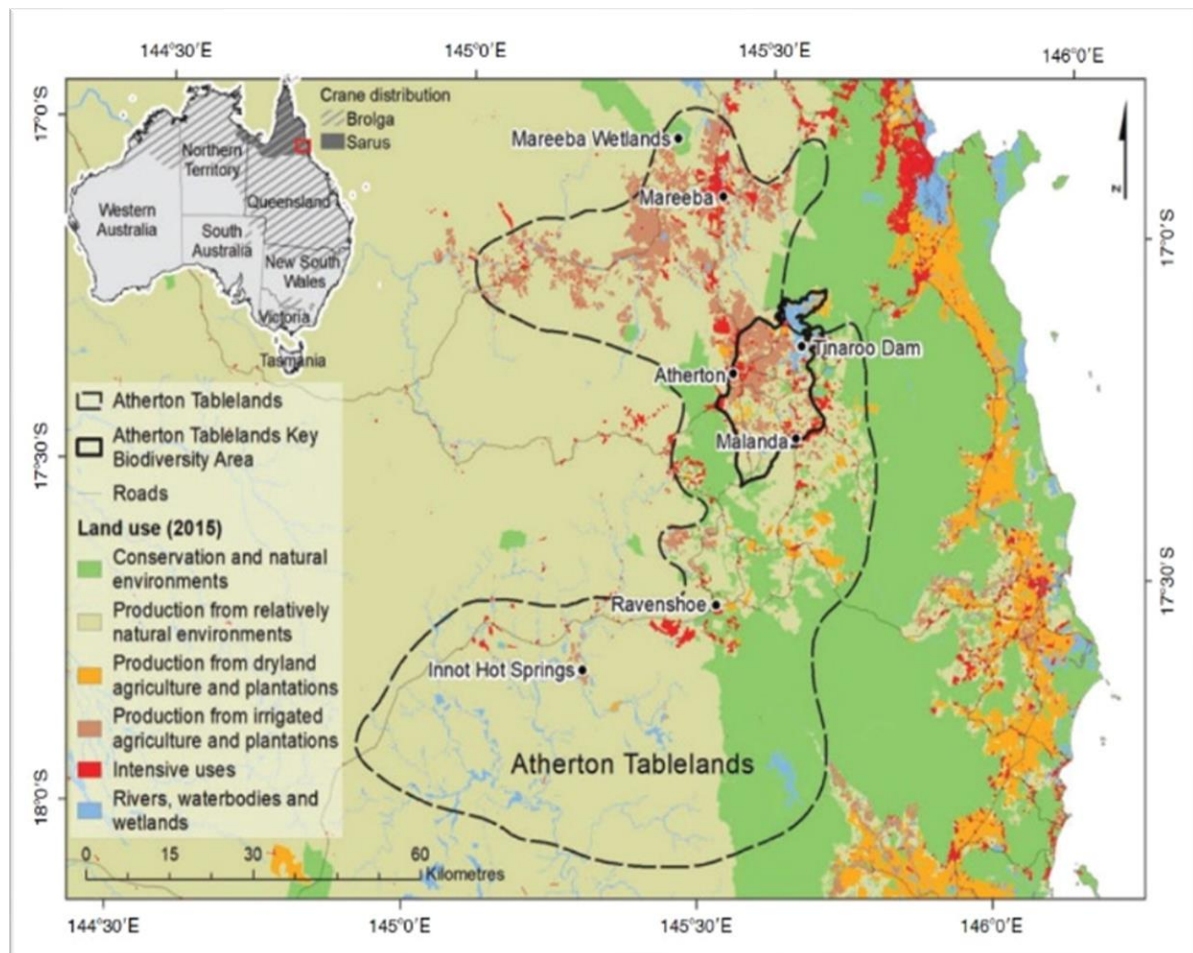 144°30′E
145°0′E
145°30′E
146°0′E
17°0′S
17°30′S
18°0′S
Crane distribution
Brolga
Sarus
Northern
Territory
Western
Australia
Queensland
South
Australia
New South
Wales
Victoria
Tasmania
Mareeba Wetlands
Mareeba
Tinaroo Dam
Atherton
Malanda
Ravenshoe
Innot Hot Springs
Atherton Tablelands
N
17°0′S
17°30′S
Atherton Tablelands
Atherton Tablelands Key
Biodiversity Area
Roads
Land use (2015)
Conservation and natural
environments
Production from relatively
natural environments
Production from dryland
agriculture and plantations
Production from irrigated
agriculture and plantations
Intensive uses
Rivers, waterbodies and
wetlands
0 15 30 60
Kilometres
144°30′E
145°0′E
145°30′E
146°0′E